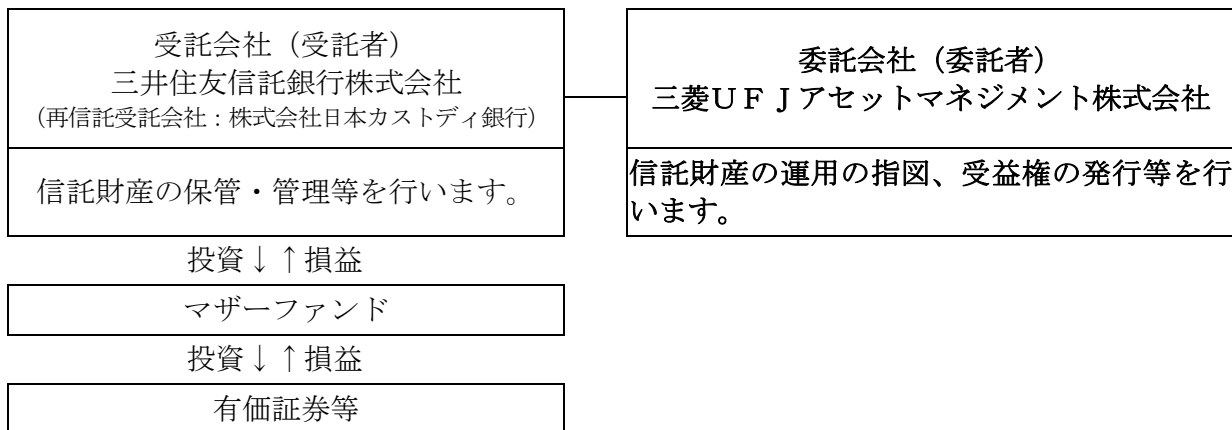 受託会社（受託者）
三井住友信託銀行株式会社
（再信託受託会社：株式会社日本カストディ銀行）
信託財産の保管・管理等を行います。
委託会社（委託者）
三菱ＵＦＪアセットマネジメント株式会社
信託財産の運用の指図、受益権の発行等を行
います。
投資↓↑損益
マザーファンド
投資↓↑損益
有価証券等